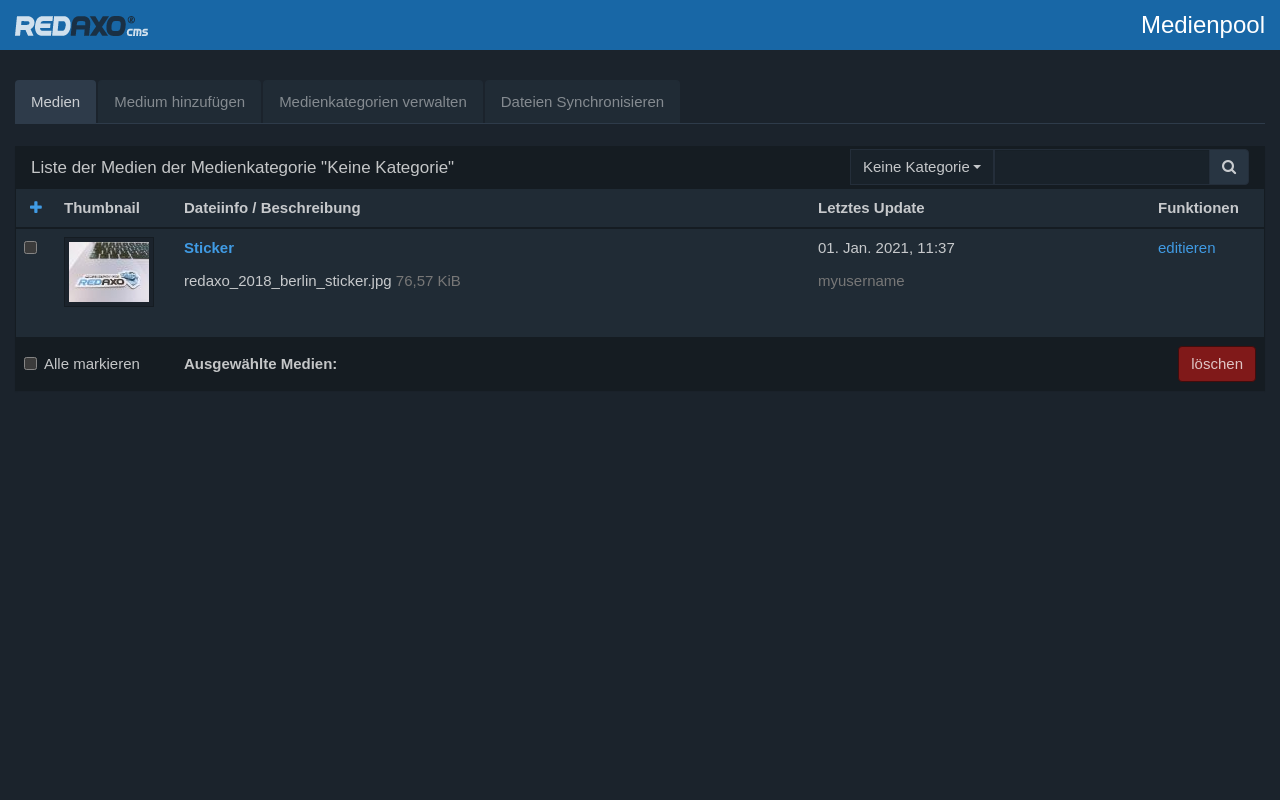 REDAXO® cms
Medienpool
Medien Medium hinzufügen Medienkategorien verwalten Dateien Synchronisieren
Liste der Medien der Medienkategorie "Keine Kategorie" Keine Kategorie
Thumbnail Dateiinfo / Beschreibung Letztes Update Funktionen
Sticker 01. Jan. 2021, 11:37 editieren
REDAXO
redaxo_2018_berlin_sticker.jpg 76,57 KiB myusername
Alle markieren Ausgewählte Medien: löschen